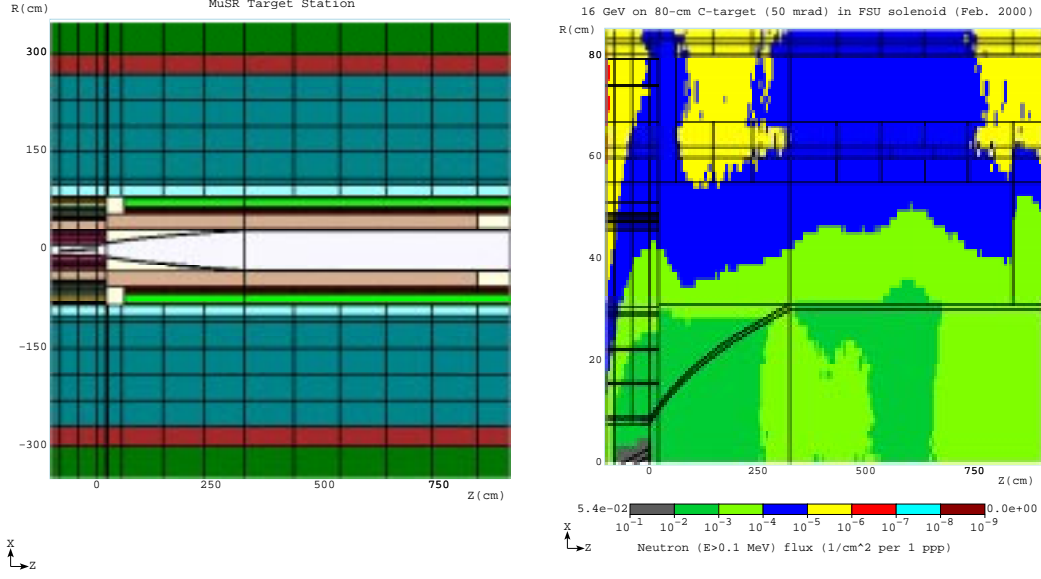 MuSR Target Station
R(cm)
300
150
0
-150
-300
0 250 500 750
Z(cm)
X
Z
16 GeV on 80-cm C-target (50 mrad) in FSU solenoid (Feb. 2000)
R(cm)
80
60
40
20
0
0 250 500 750
Z(cm)
5.4e-02 0.0e+00
10^-1 10^-2 10^-3 10^-4 10^-5 10^-6 10^-7 10^-8 10^-9
X
Z
Neutron (E>0.1 MeV) flux (1/cm^2 per 1 ppp)